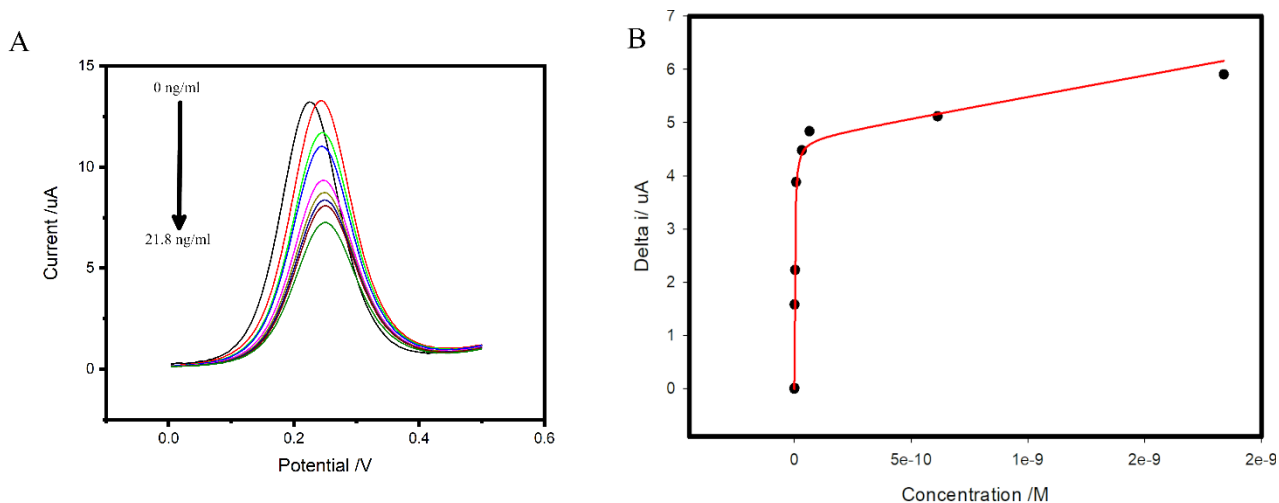 A
15
10
5
0
Current /uA
0 ng/ml
21.8 ng/ml
0.0 0.2 0.4 0.6
Potential /V
B
7
6
5
4
3
2
1
0
Delta i/ uA
0 5e-10 1e-9 2e-9 2e-9
Concentration /M